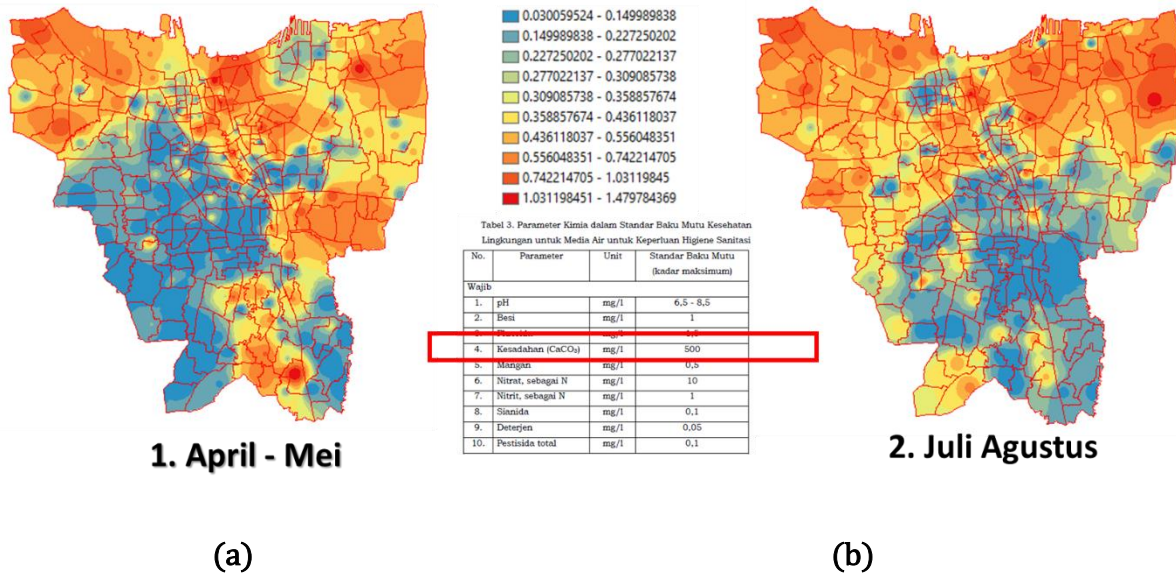 0.030059524 - 0.149989838
0.149989838 - 0.227250202
0.227250202 - 0.277022137
0.277022137 - 0.309085738
0.309085738 - 0.358857674
0.358857674 - 0.436118037
0.436118037 - 0.556048351
0.556048351 - 0.742214705
0.742214705 - 1.03119845
1.031198451 - 1.479784369
Tabel 3. Parameter Kimia dalam Standar Baku Mutu Kesehatan
Lingkungan untuk Media Air untuk Keperluan Higiene Sanitasi
No. Parameter Unit Standar Baku Mutu
(kadar maksimum)
Wajib
1. pH mg/l 6,5 - 8,5
2. Besi mg/l 1
4. Kesadahan (CaCO₃) mg/l 500
5. Mangan mg/l 0,5
6. Nitrat, sebagai N mg/l 10
7. Nitrit, sebagai N mg/l 1
8. Sianida mg/l 0,1
9. Deterjen mg/l 0,05
10. Pestisida total mg/l 0,1
1. April - Mei
2. Juli Agustus
(a)
(b)